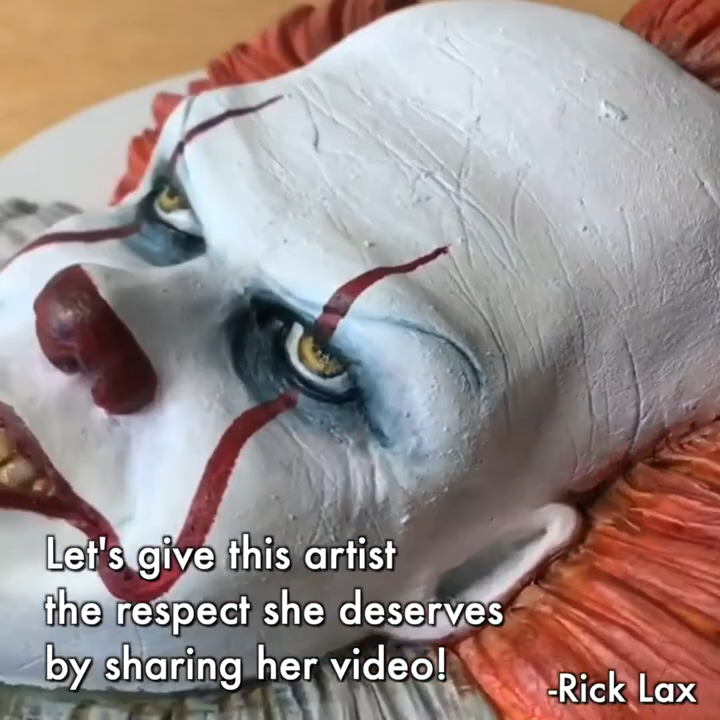 Let's give this artist
the respect she deserves
by sharing her video!
-Rick Lax